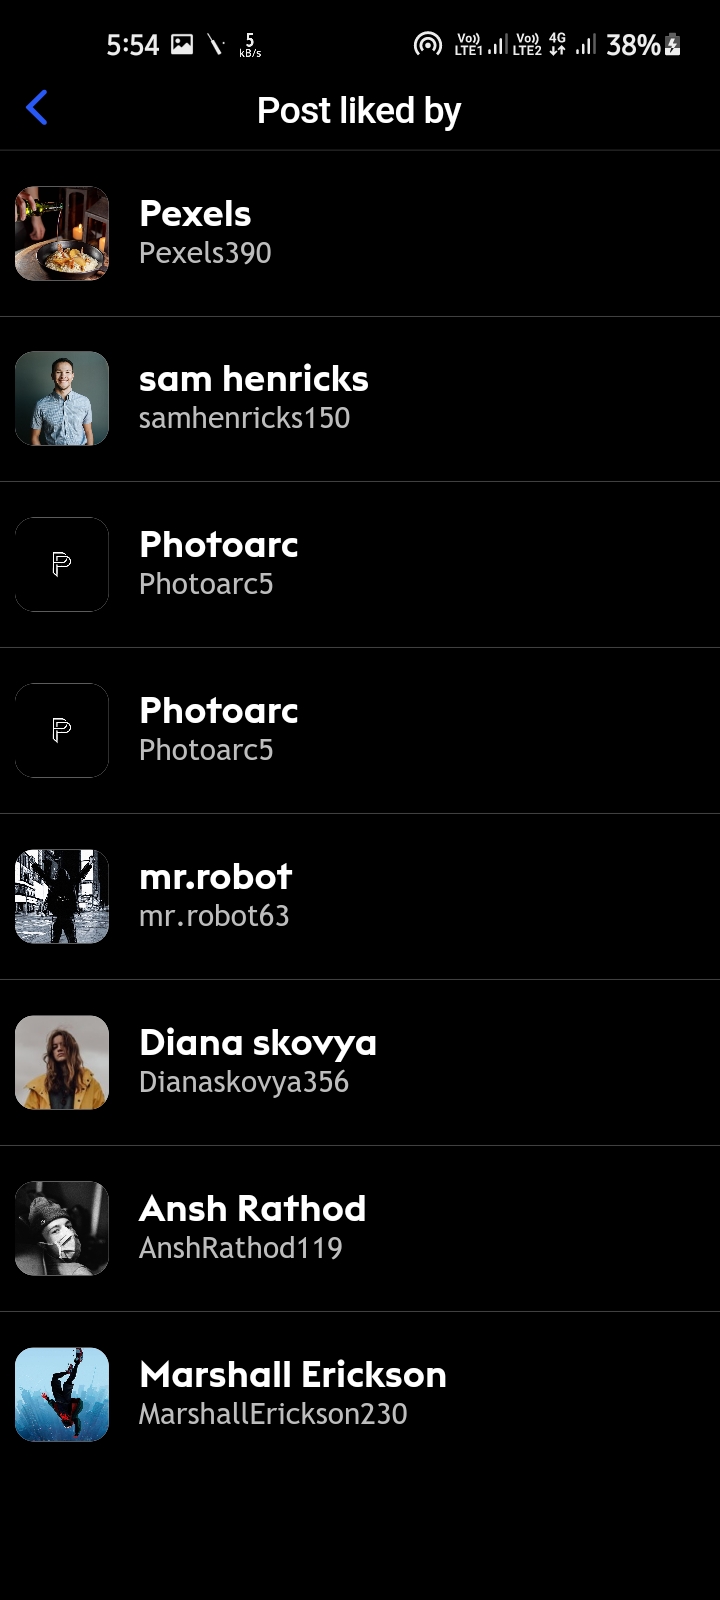 5:54 5 kB/s Vo)) LTE1 Vo)) LTE2 4G 38%
Post liked by
Pexels
Pexels390
sam henricks
samhenricks150
Photoarc
Photoarc5
Photoarc
Photoarc5
mr.robot
mr.robot63
Diana skovya
Dianaskovya356
Ansh Rathod
AnshRathod119
Marshall Erickson
MarshallErickson230